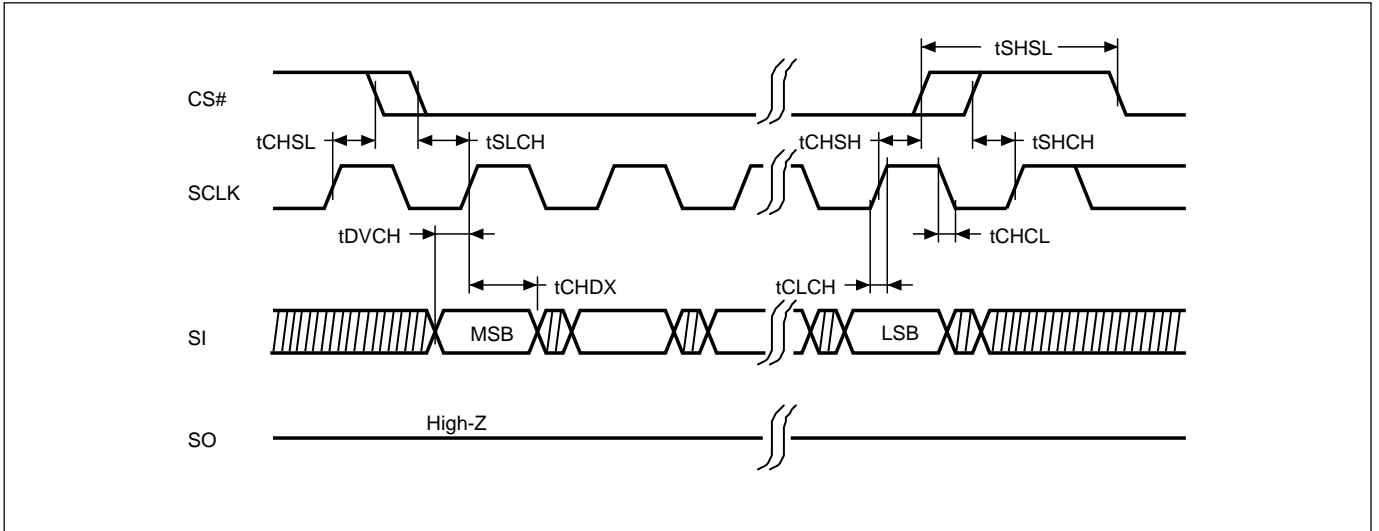 tSHSL
CS#
tCHSL
tSLCH
tCHSH
tSHCH
SCLK
tDVCH
tCHCL
tCHDX
tCLCH
SI
MSB
LSB
High-Z
SO